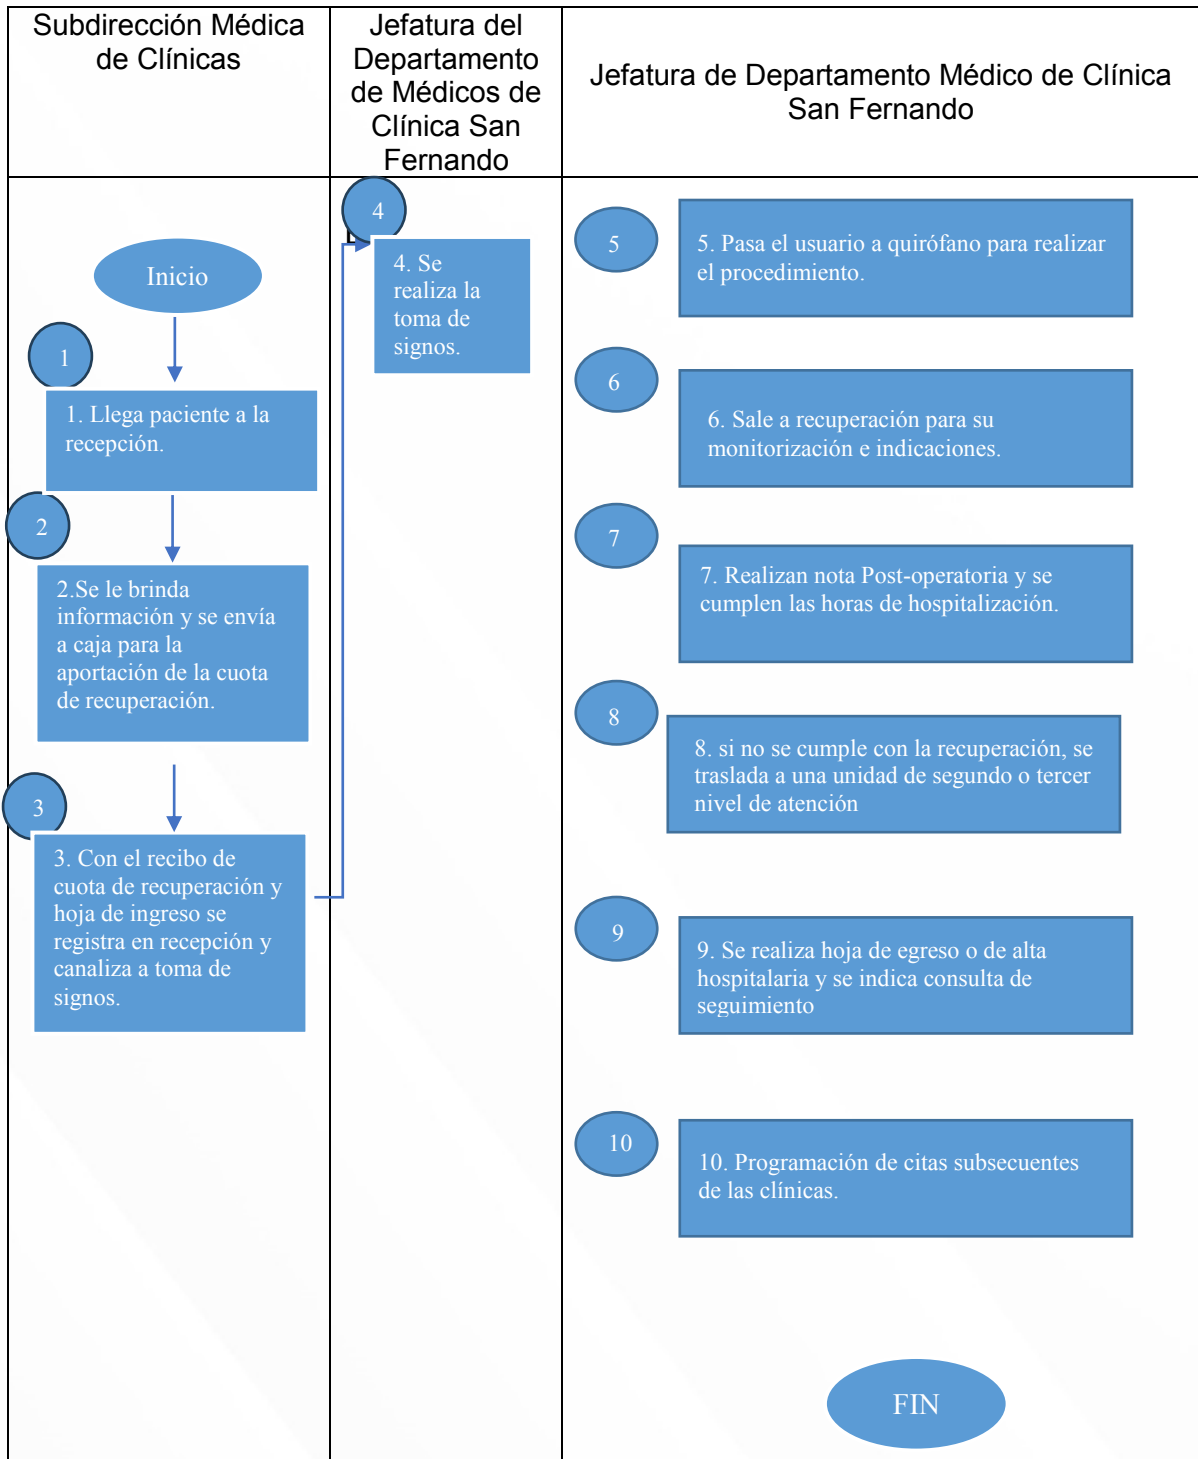 Subdirección Médica
de Clínicas
Jefatura del
Departamento
de Médicos de
Clínica San
Fernando
Jefatura de Departamento Médico de Clínica
San Fernando
Inicio
1
1. Llega paciente a la
recepción.
2
2.Se le brinda
información y se envía
a caja para la
aportación de la cuota
de recuperación.
3
3. Con el recibo de
cuota de recuperación y
hoja de ingreso se
registra en recepción y
canaliza a toma de
signos.
4
4. Se
realiza la
toma de
signos.
5
5. Pasa el usuario a quirófano para realizar
el procedimiento.
6
6. Sale a recuperación para su
monitorización e indicaciones.
7
7. Realizan nota Post-operatoria y se
cumplen las horas de hospitalización.
8
8. si no se cumple con la recuperación, se
traslada a una unidad de segundo o tercer
nivel de atención
9
9. Se realiza hoja de egreso o de alta
hospitalaria y se indica consulta de
seguimiento
10
10. Programación de citas subsecuentes
de las clínicas.
FIN